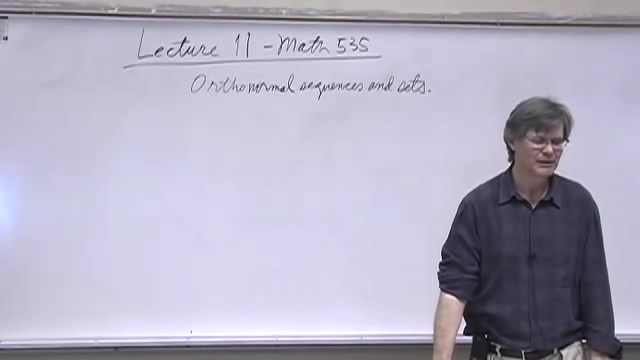 Lecture 11 - Math 535
Orthonormal sequences and sets.